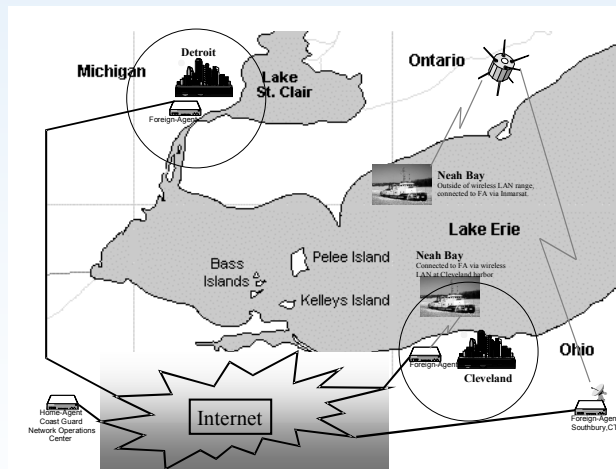 Detroit
Michigan
Lake
St. Clair
Ontario
Foreign-Agent
Neah Bay
Outside of wireless LAN range,
connected to FA via Inmarsat.
Lake Erie
Neah Bay
Connected to FA via wireless
LAN at Cleveland harbor
Pelee Island
Bass
Islands
Kelleys Island
Ohio
Foreign-Agent
Cleveland
Internet
Home-Agent
Coast Guard
Network Operations
Center
Foreign-Agent
Southbury,CT